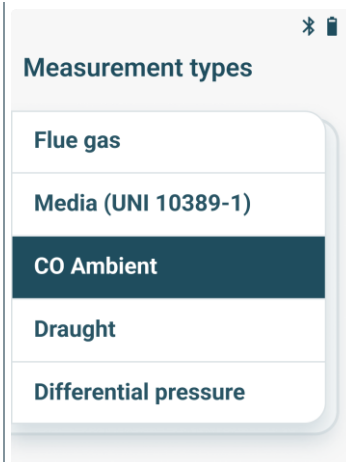 Measurement types
Flue gas
Media (UNI 10389-1)
CO Ambient
Draught
Differential pressure